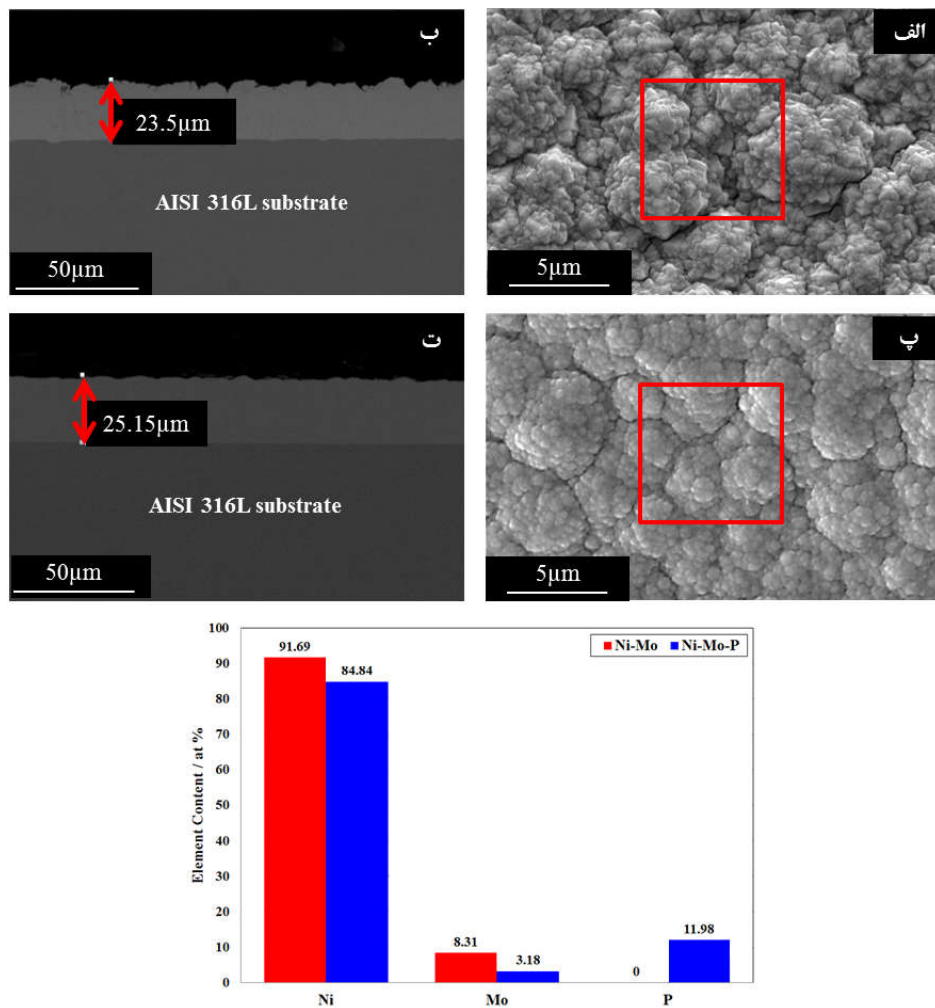 الف
5µm
ب
23.5µm
AISI 316L substrate
50µm
پ
5µm
ت
25.15µm
AISI 316L substrate
50µm
Element Content / at %
100
90
80
70
60
50
40
30
20
10
0
Ni-Mo
Ni-Mo-P
91.69
84.84
8.31
3.18
0
11.98
Ni
Mo
P